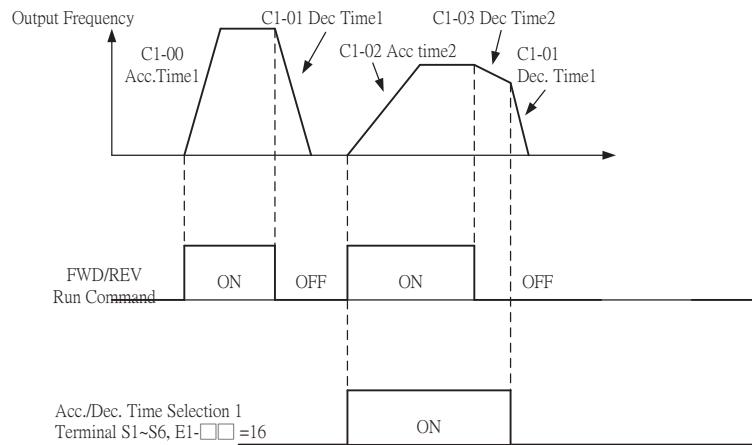 Output Frequency
C1-00
Acc.Time1
C1-01 Dec Time1
C1-02 Acc time2
C1-03 Dec Time2
C1-01
Dec. Time1
FWD/REV
Run Command
ON
OFF
ON
OFF
Acc./Dec. Time Selection 1
Terminal S1~S6, E1-□□ =16
ON